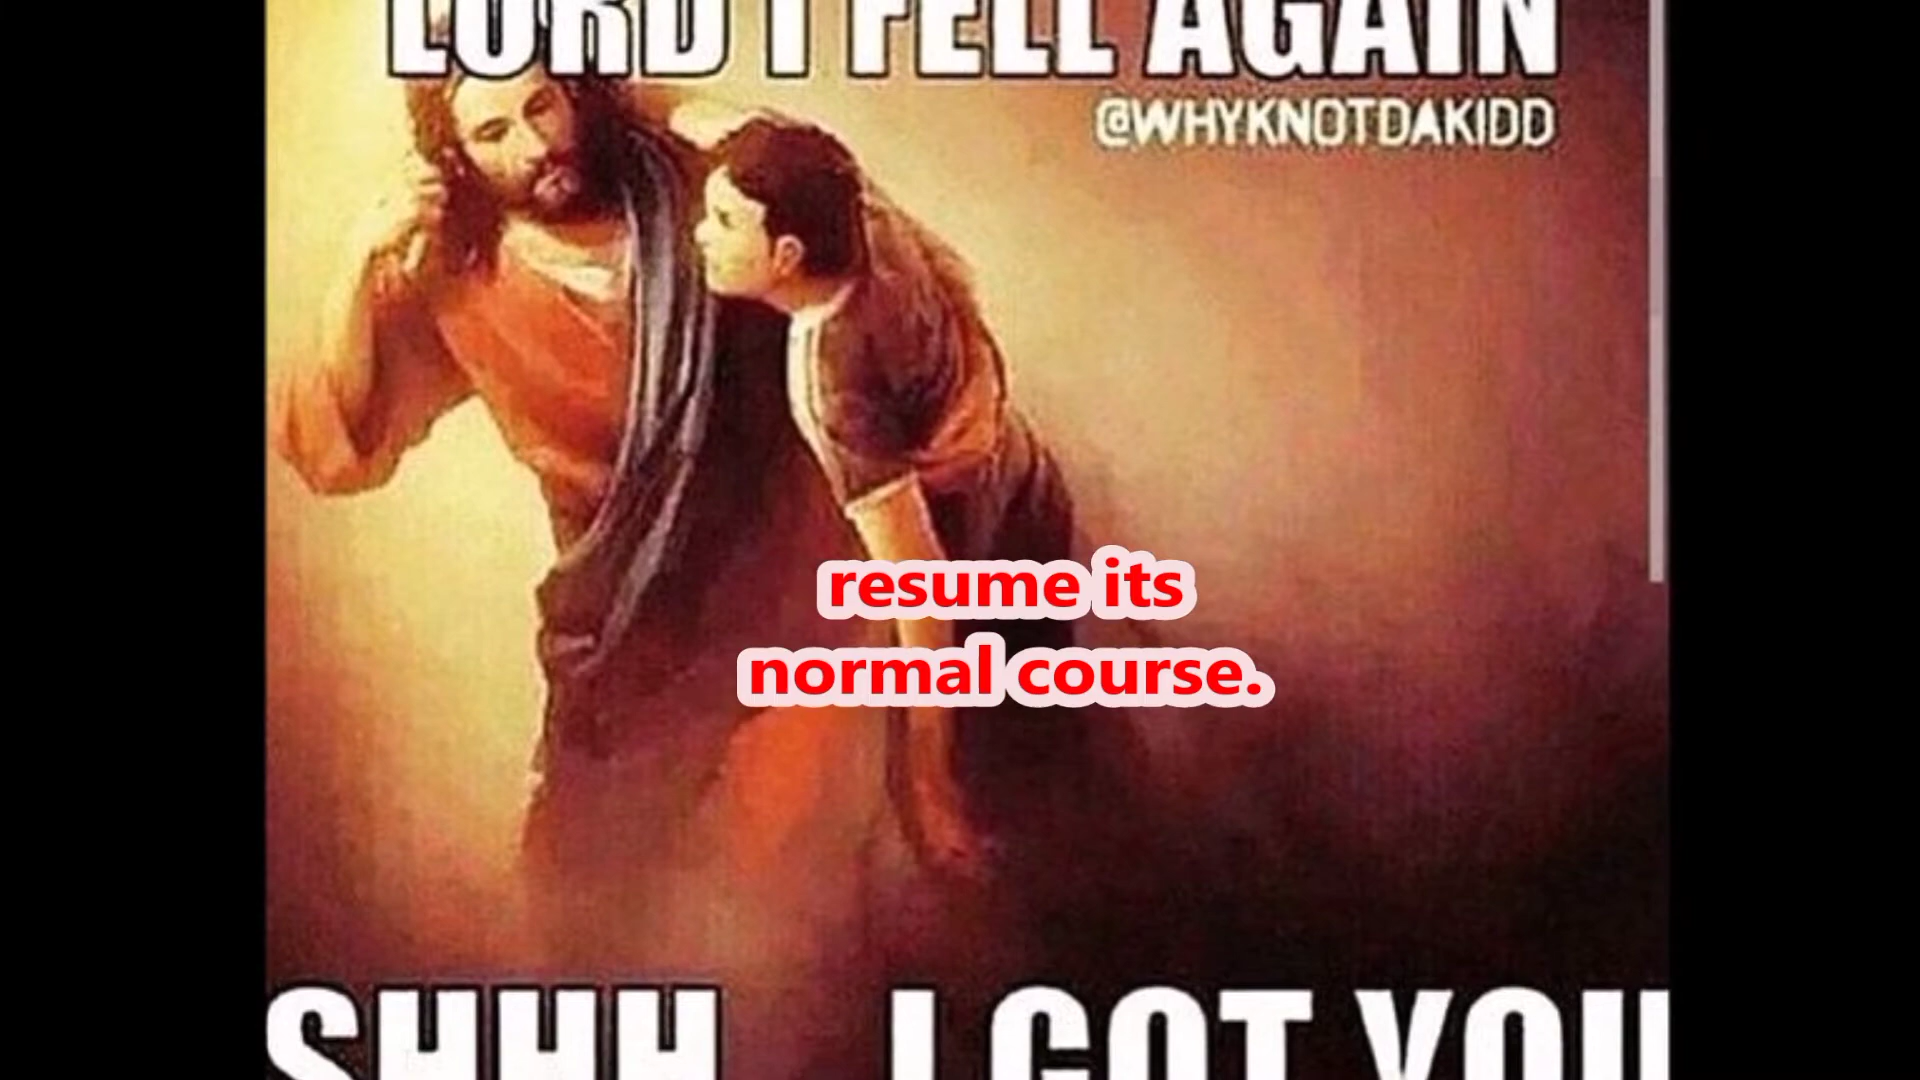 LORD I FELL AGAIN
@WHYKNOTDAKIDD
resume its
normal course.
SHHH... I GOT YOU